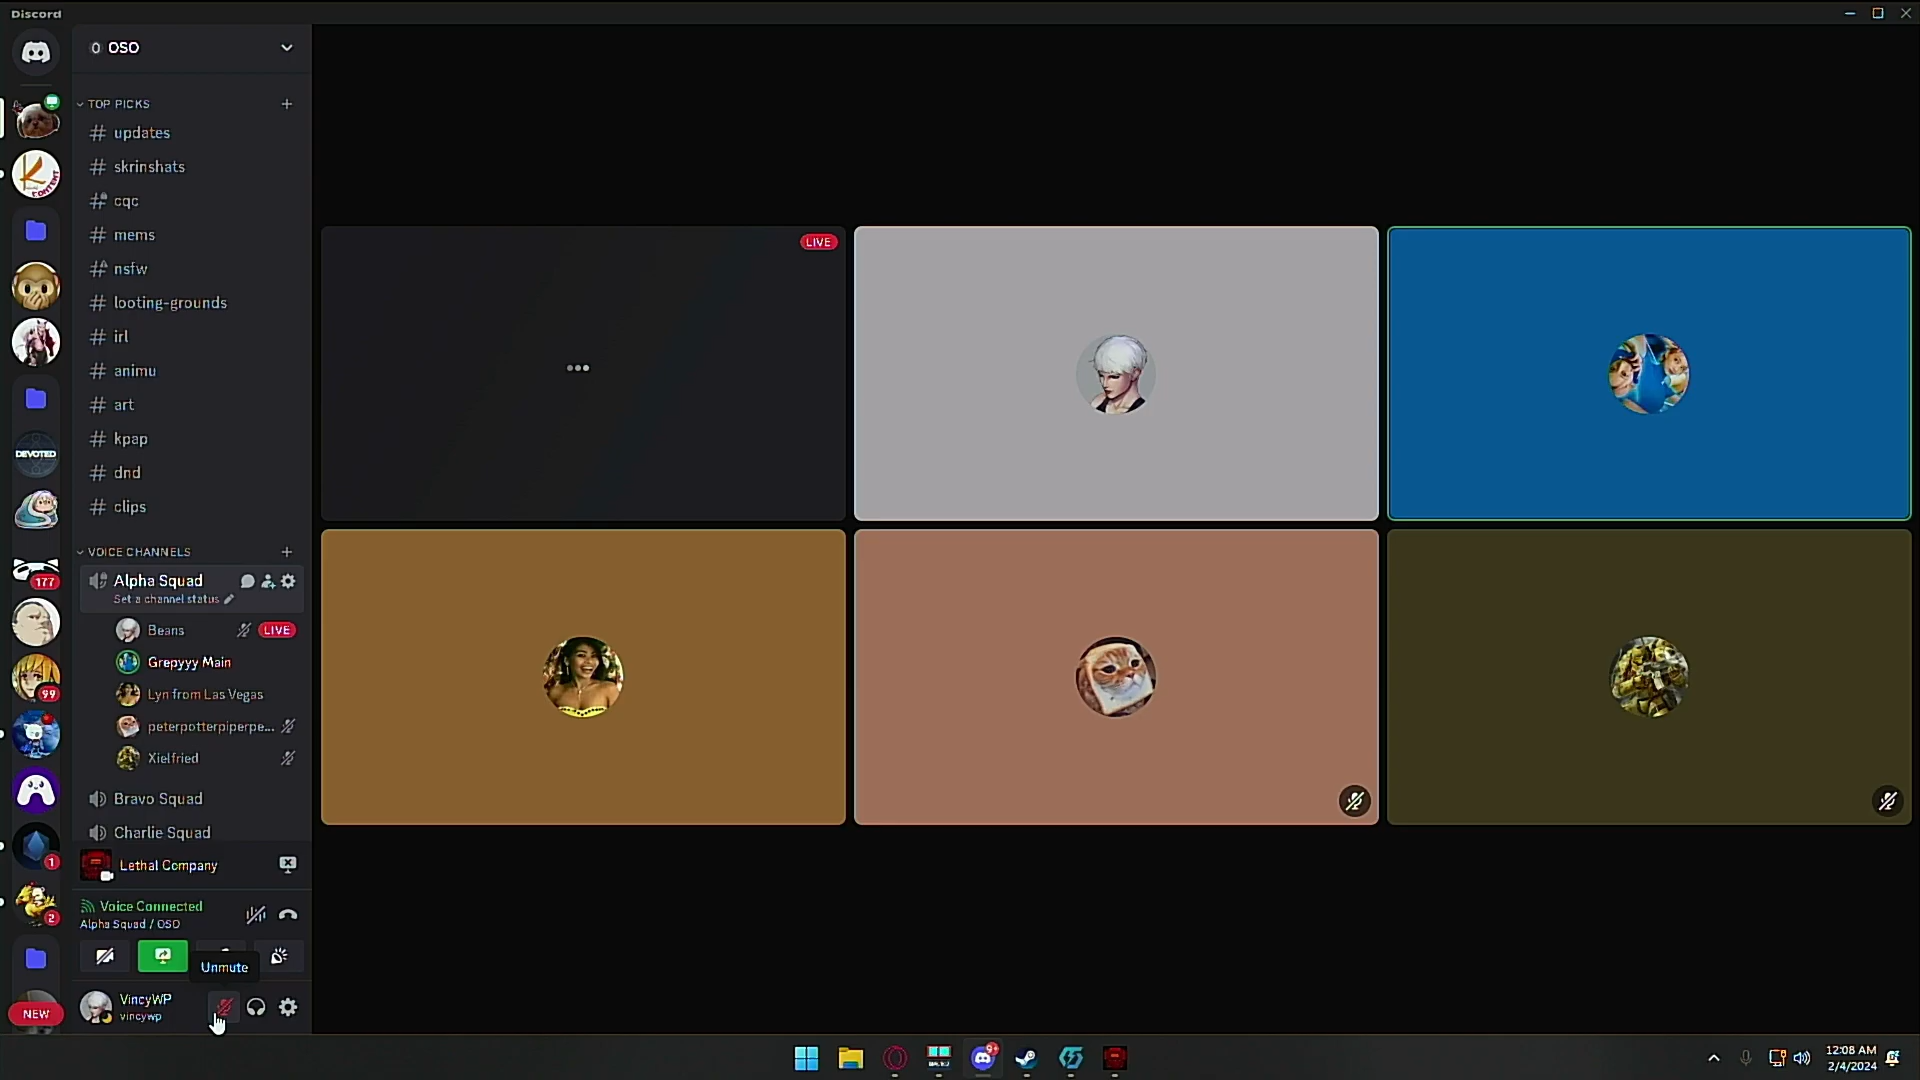 Discord
OSO
TOP PICKS
updates
skrinshats
cqc
mems
nsfw
looting-grounds
irl
animu
art
kpap
dnd
clips
VOICE CHANNELS
Alpha Squad
Set a channel status
Beans LIVE
Grepyyy Main
Lyn from Las Vegas
peterpotterpiperpe...
Xielfried
Bravo Squad
Charlie Squad
Lethal Company
Voice Connected
Alpha Squad / OSO
Unmute
VincyWP
vincywp
CONTENT
DEVOTED
177
99
1
2
NEW
LIVE
9+
12:08 AM
2/4/2024